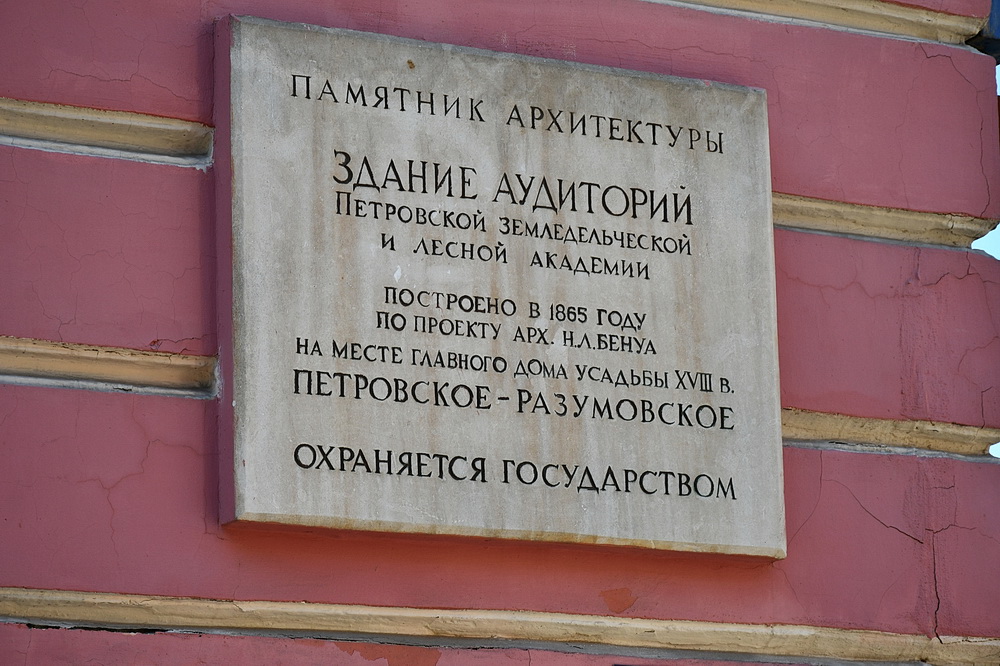 ПАМЯТНИК АРХИТЕКТУРЫ
ЗДАНИЕ АУДИТОРИЙ
ПЕТРОВСКОЙ ЗЕМЛЕДЕЛЬЧЕСКОЙ
И ЛЕСНОЙ АКАДЕМИИ
ПОСТРОЕНО В 1865 ГОДУ
ПО ПРОЕКТУ АРХ. Н.Л.БЕНУА
НА МЕСТЕ ГЛАВНОГО ДОМА УСАДЬБЫ XVIII В.
ПЕТРОВСКОЕ-РАЗУМОВСКОЕ
ОХРАНЯЕТСЯ ГОСУДАРСТВОМ